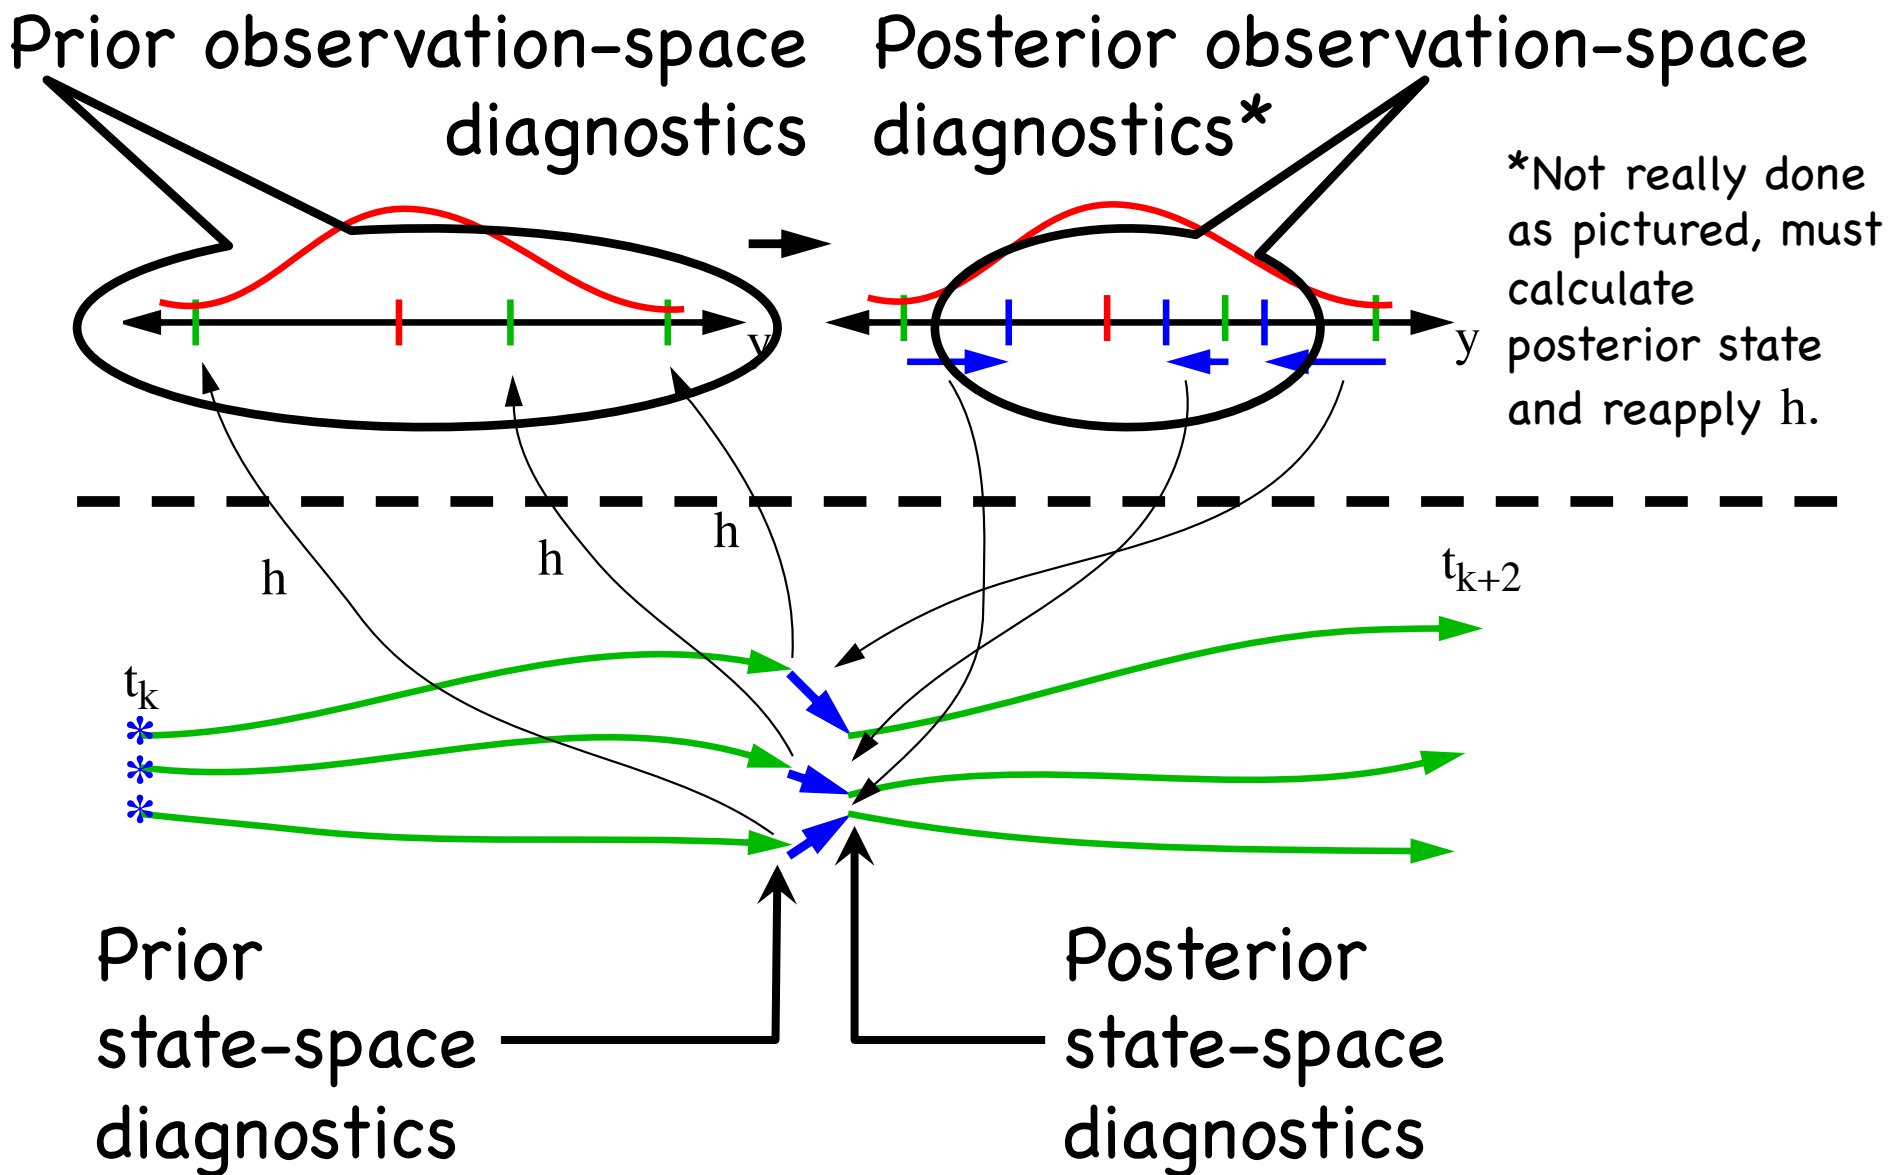 Prior observation-space
diagnostics
Posterior observation-space
diagnostics*
*Not really done
as pictured, must
calculate
posterior state
and reapply h.
y
y
h
h
h
t_k
* 
*
*
t_{k+2}
Prior
state-space
diagnostics
Posterior
state-space
diagnostics